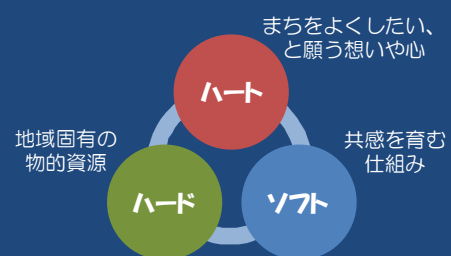 まちをよくしたい、
と願う想いや心
ハート
地域固有の
物的資源
共感を育む
仕組み
ハード
ソフト